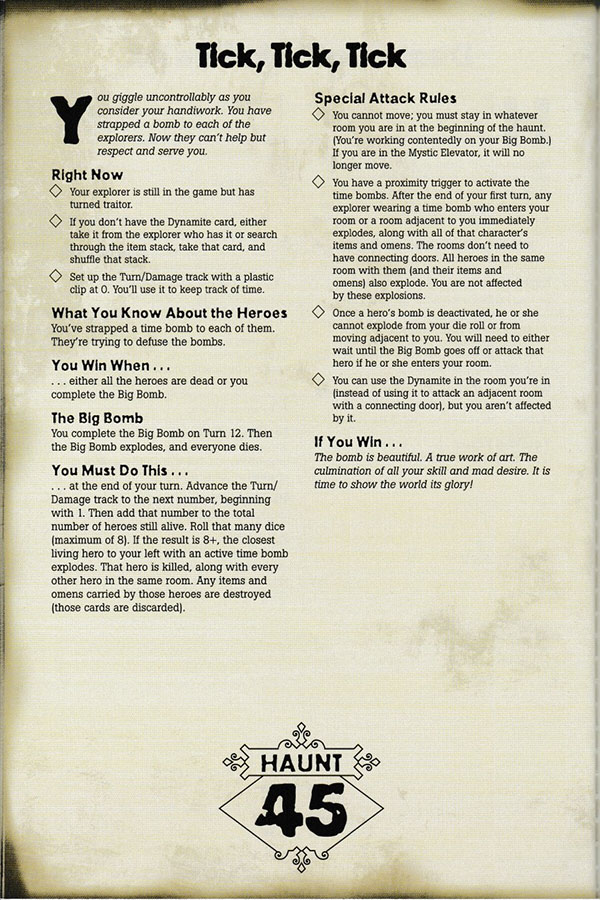 Tick, Tick, Tick
You giggle uncontrollably as you
consider your handiwork. You have
strapped a bomb to each of the
explorers. Now they can't help but
respect and serve you.
Right Now
Your explorer is still in the game but has
turned traitor.
If you don't have the Dynamite card, either
take it from the explorer who has it or search
through the item stack, take that card, and
shuffle that stack.
Set up the Turn/Damage track with a plastic
clip at 0. You'll use it to keep track of time.
What You Know About the Heroes
You've strapped a time bomb to each of them.
They're trying to defuse the bombs.
You Win When . . .
. . . either all the heroes are dead or you
complete the Big Bomb.
The Big Bomb
You complete the Big Bomb on Turn 12. Then
the Big Bomb explodes, and everyone dies.
You Must Do This . . .
. . . at the end of your turn. Advance the Turn/
Damage track to the next number, beginning
with 1. Then add that number to the total
number of heroes still alive. Roll that many dice
(maximum of 8). If the result is 8+, the closest
living hero to your left with an active time bomb
explodes. That hero is killed, along with every
other hero in the same room. Any items and
omens carried by those heroes are destroyed
(those cards are discarded).
Special Attack Rules
You cannot move; you must stay in whatever
room you are in at the beginning of the haunt.
(You're working contentedly on your Big Bomb.)
If you are in the Mystic Elevator, it will no
longer move.
You have a proximity trigger to activate the
time bombs. After the end of your first turn, any
explorer wearing a time bomb who enters your
room or a room adjacent to you immediately
explodes, along with all of that character's
items and omens. The rooms don't need to
have connecting doors. All heroes in the same
room with them (and their items and
omens) also explode. You are not affected
by these explosions.
Once a hero's bomb is deactivated, he or she
cannot explode from your die roll or from
moving adjacent to you. You will need to either
wait until the Big Bomb goes off or attack that
hero if he or she enters your room.
You can use the Dynamite in the room you're in
(instead of using it to attack an adjacent room
with a connecting door), but you aren't affected
by it.
If You Win . . .
The bomb is beautiful. A true work of art. The
culmination of all your skill and mad desire. It is
time to show the world its glory!
HAUNT
45